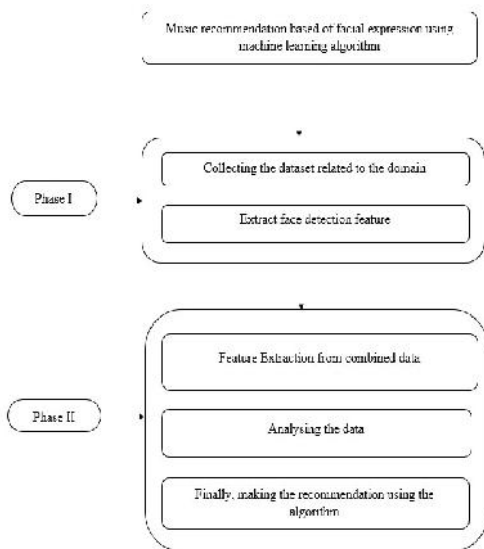 Music recommendation based of facial expression using
machine learning algorithm
Collecting the dataset related to the domain
Phase I
Extract face detection feature
Feature Extraction from combined data
Phase II
Analysing the data
Finally, making the recommendation using the
algorithm